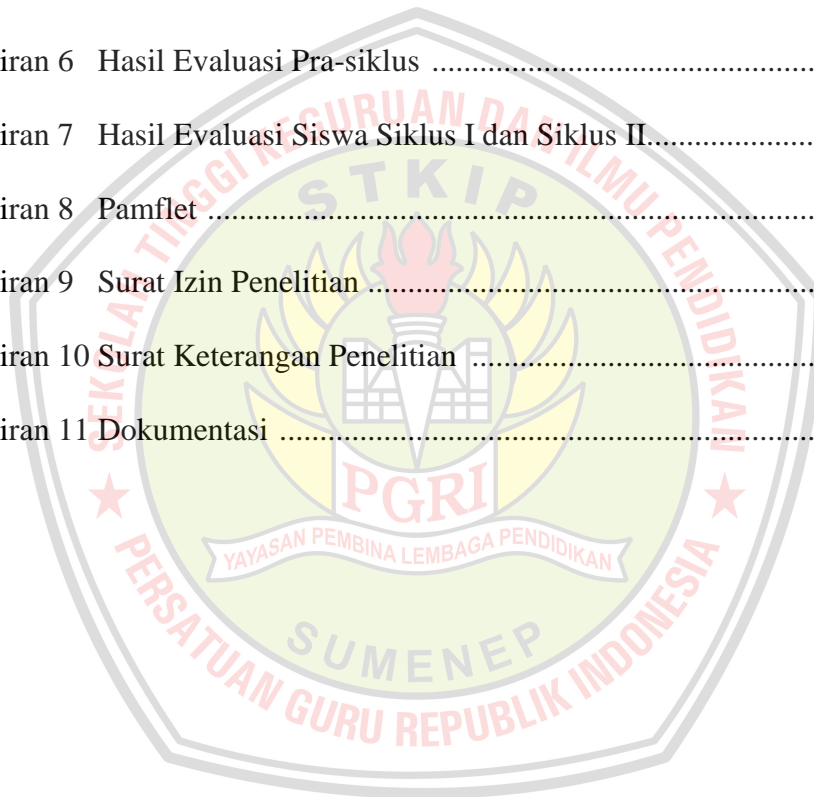 iran 6 Hasil Evaluasi Pra-siklus ..........................................................
iran 7 Hasil Evaluasi Siswa Siklus I dan Siklus II.........................
iran 8 Pamflet ............................................................................................
iran 9 Surat Izin Penelitian ....................................................................
iran 10 Surat Keterangan Penelitian ....................................................
iran 11 Dokumentasi ................................................................................
SEKOLAH TINGGI KEGURUAN DAN ILMU PENDIDIKAN
STKIP
PGRI
YAYASAN PEMBINA LEMBAGA PENDIDIKAN
SUMENEP
PERSATUAN GURU REPUBLIK INDONESIA